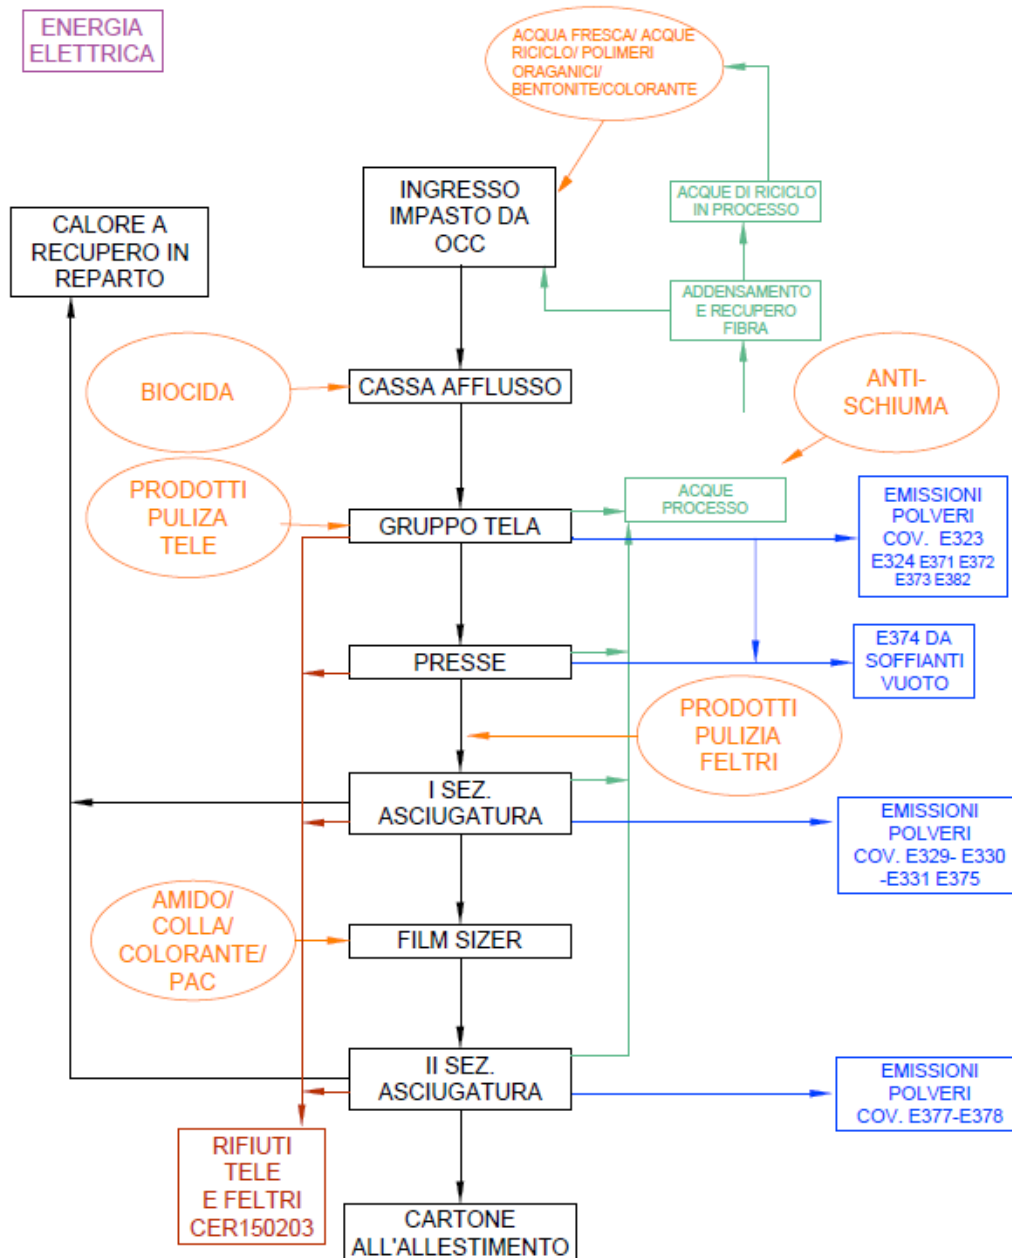 ENERGIA
ELETTRICA
ACQUA FRESCA/ ACQUE
RICICLO/ POLIMERI
ORAGANICI/
BENTONITE/COLORANTE
INGRESSO
IMPASTO DA
OCC
ACQUE DI RICICLO
IN PROCESSO
CALORE A
RECUPERO IN
REPARTO
ADDENSAMENTO
E RECUPERO
FIBRA
BIOCIDA
CASSA AFFLUSSO
ANTI-
SCHIUMA
PRODOTTI
PULIZA
TELE
GRUPPO TELA
ACQUE
PROCESSO
EMISSIONI
POLVERI
COV. E323
E324 E371 E372
E373 E382
PRESSE
E374 DA
SOFFIANTI
VUOTO
PRODOTTI
PULIZIA
FELTRI
I SEZ.
ASCIUGATURA
EMISSIONI
POLVERI
COV. E329- E330
-E331 E375
AMIDO/
COLLA/
COLORANTE/
PAC
FILM SIZER
II SEZ.
ASCIUGATURA
EMISSIONI
POLVERI
COV. E377-E378
RIFIUTI
TELE
E FELTRI
CER150203
CARTONE
ALL'ALLESTIMENTO